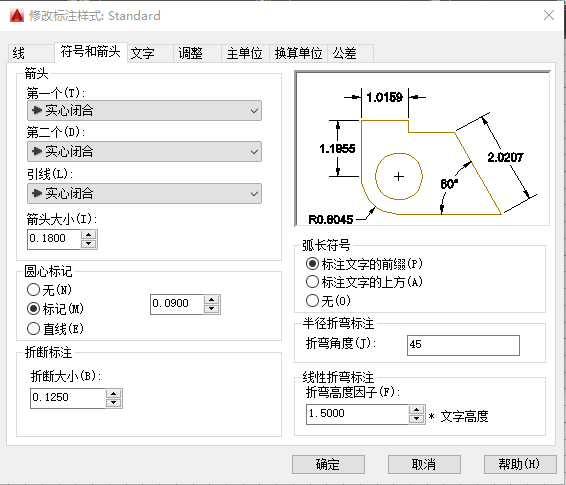 修改标注样式: Standard
线
符号和箭头
文字
调整
主单位
换算单位
公差
箭头
第一个(T):
实心闭合
第二个(D):
实心闭合
引线(L):
实心闭合
箭头大小(I):
0.1800
圆心标记
无(N)
标记(M)
0.0900
直线(E)
折断标注
折断大小(B):
0.1250
1.0159
1.1955
2.0207
60°
R0.8045
弧长符号
标注文字的前缀(P)
标注文字的上方(A)
无(O)
半径折弯标注
折弯角度(J):
45
线性折弯标注
折弯高度因子(F):
1.5000
* 文字高度
确定
取消
帮助(H)